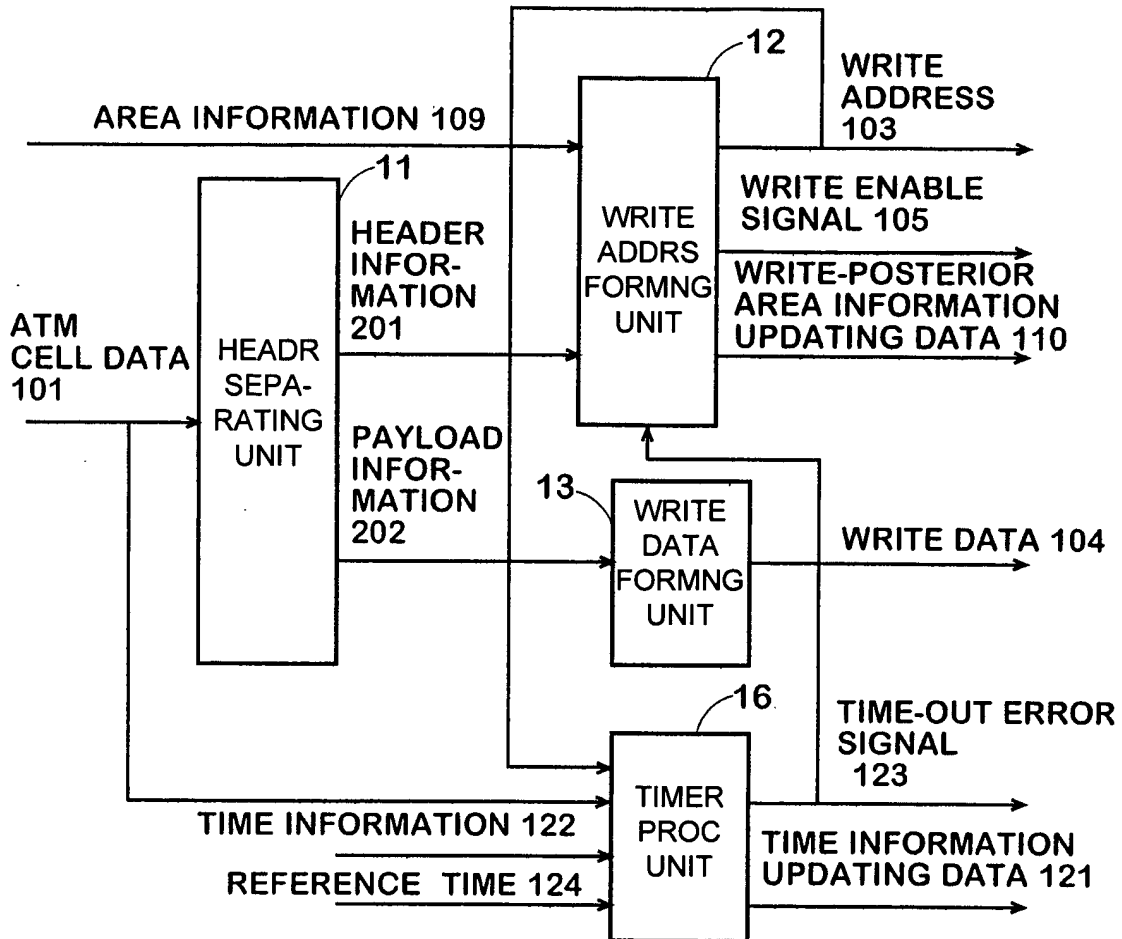 12
WRITE
ADDRESS
103
AREA INFORMATION 109
11
WRITE ENABLE
SIGNAL 105
HEADER
INFOR-
MATION
201
WRITE
ADDRS
FORMNG
UNIT
WRITE-POSTERIOR
AREA INFORMATION
UPDATING DATA 110
ATM
CELL DATA
101
HEADR
SEPA-
RATING
UNIT
PAYLOAD
INFOR-
MATION
202
13
WRITE
DATA
FORMNG
UNIT
WRITE DATA 104
16
TIME-OUT ERROR
SIGNAL
123
TIME INFORMATION 122
TIMER
PROC
UNIT
TIME INFORMATION
UPDATING DATA 121
REFERENCE TIME 124